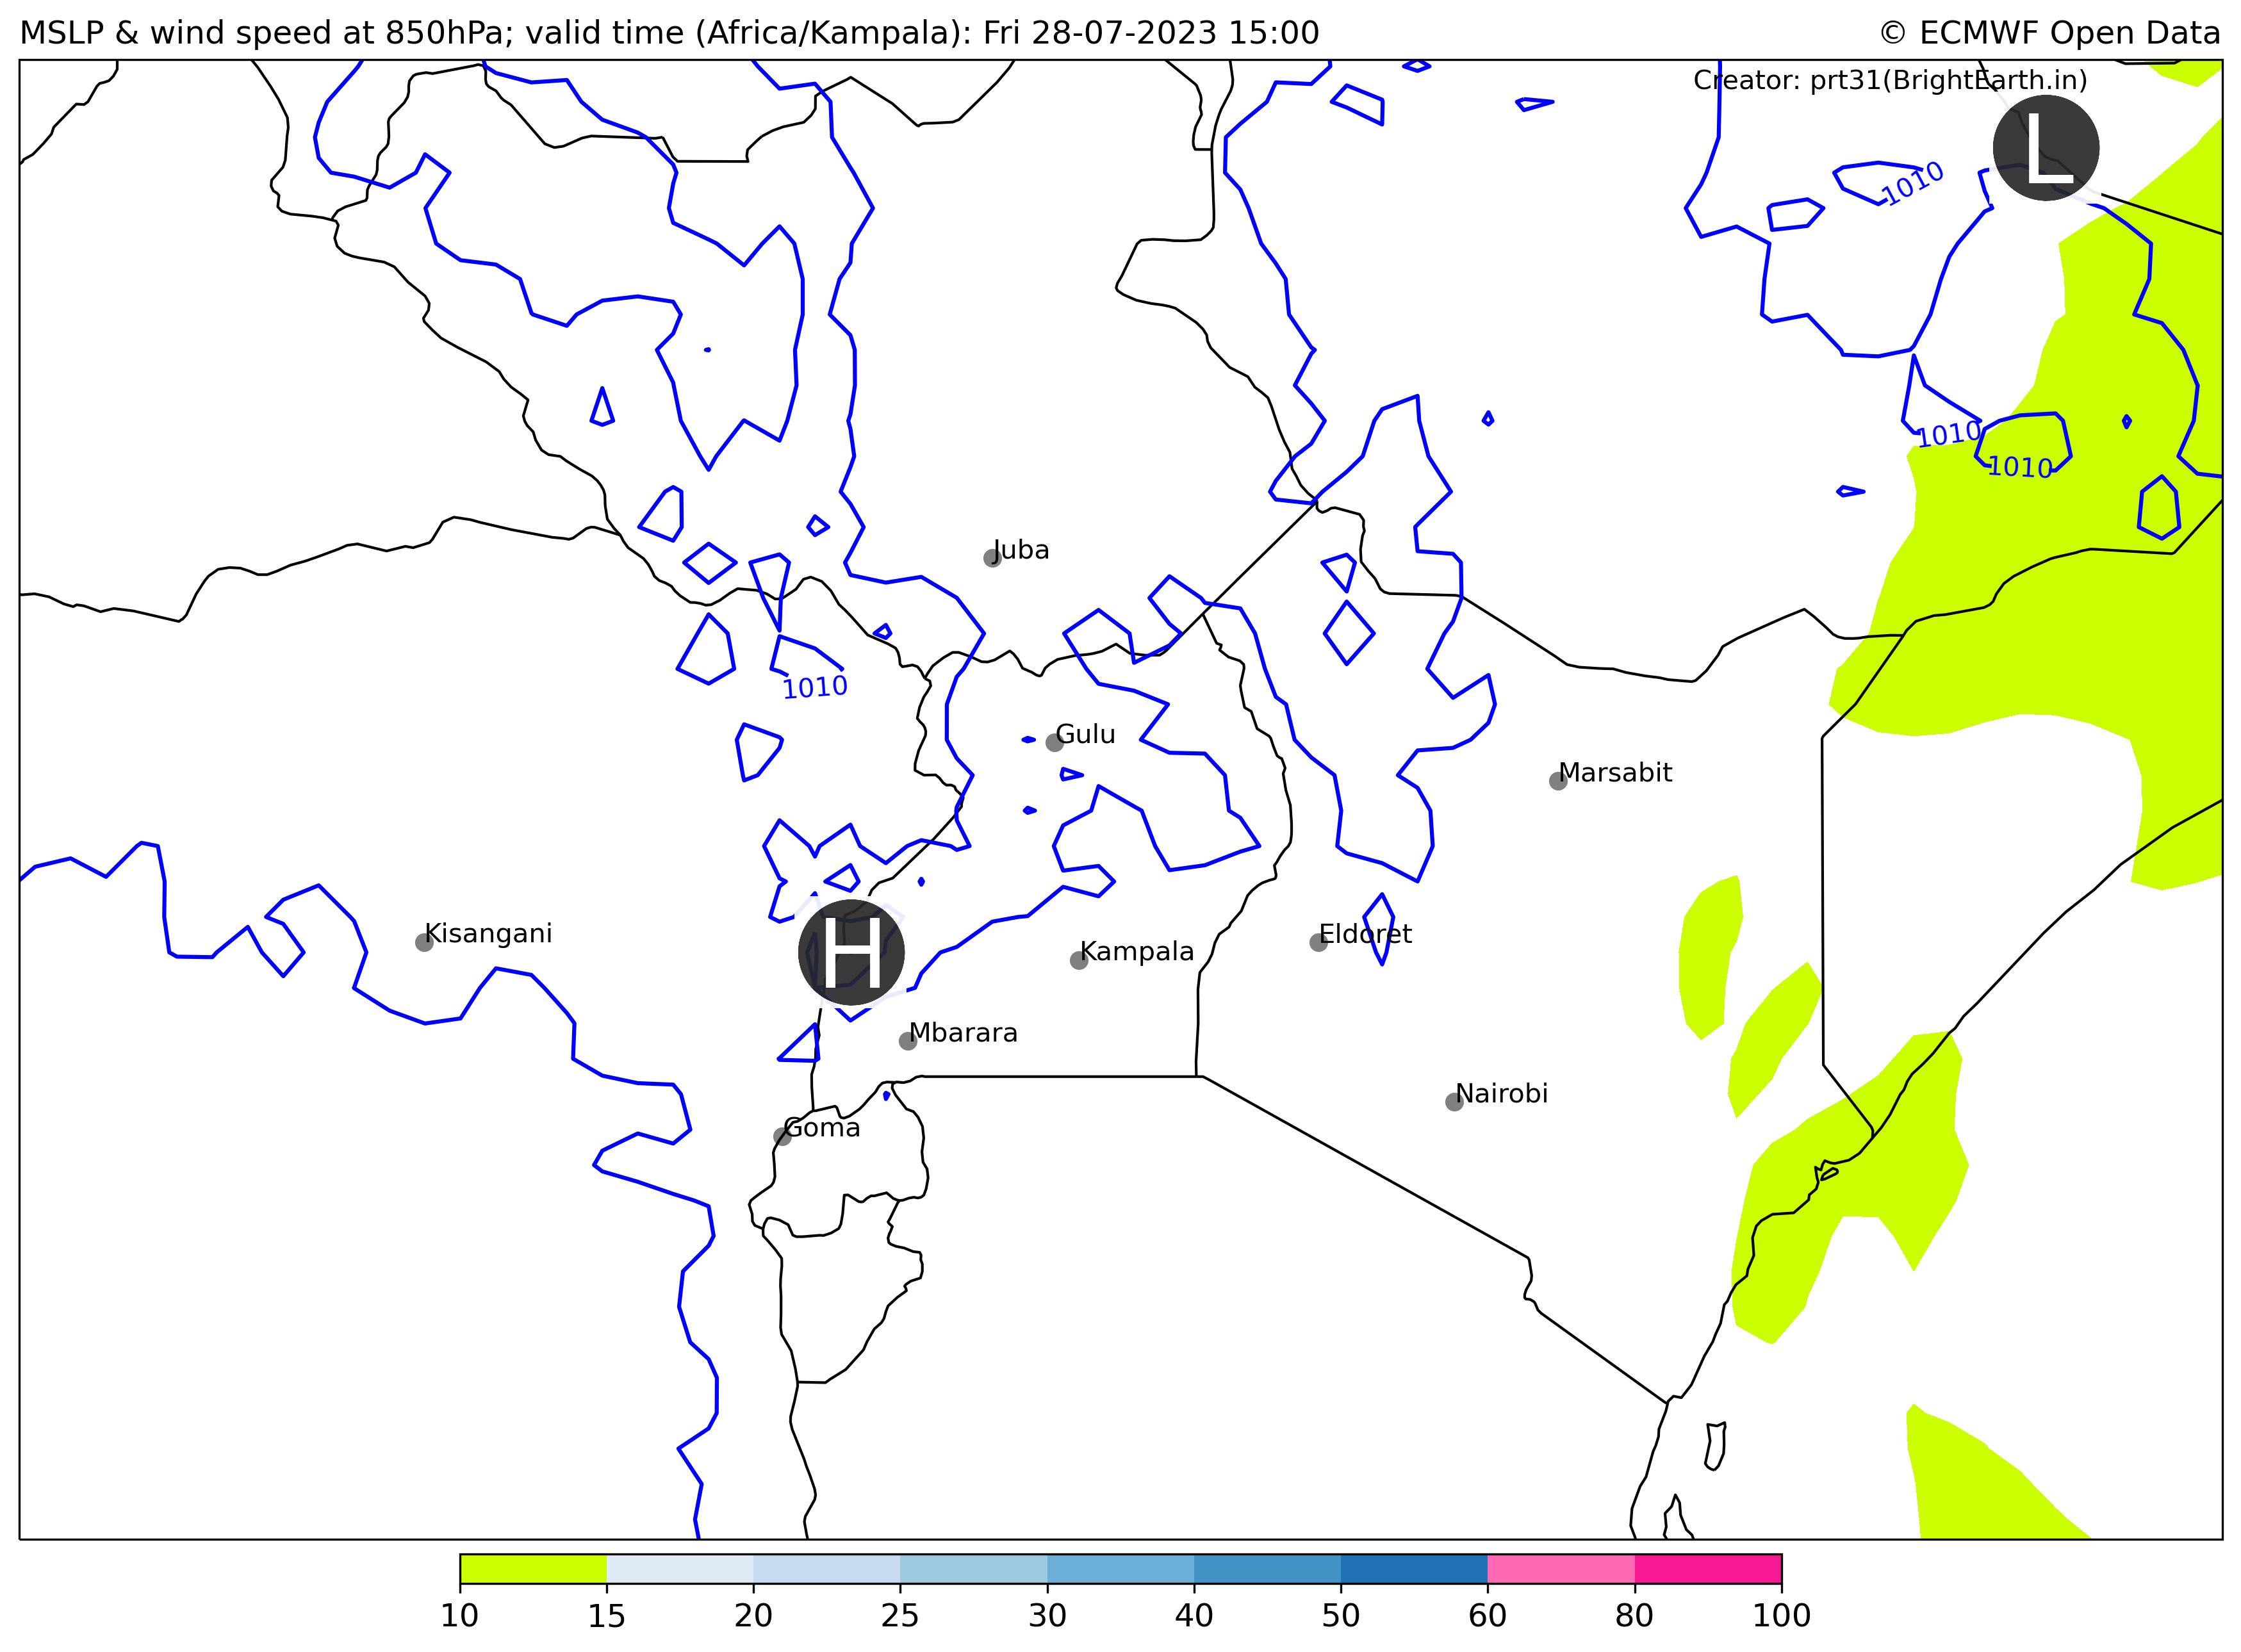 MSLP & wind speed at 850hPa; valid time (Africa/Kampala): Fri 28-07-2023 15:00
© ECMWF Open Data
Creator: prt31(BrightEarth.in)
L
1010
1010
1010
Juba
1010
Gulu
Marsabit
Kisangani
Eldoret
H
Kampala
Mbarara
Nairobi
Goma
10 15 20 25 30 40 50 60 80 100